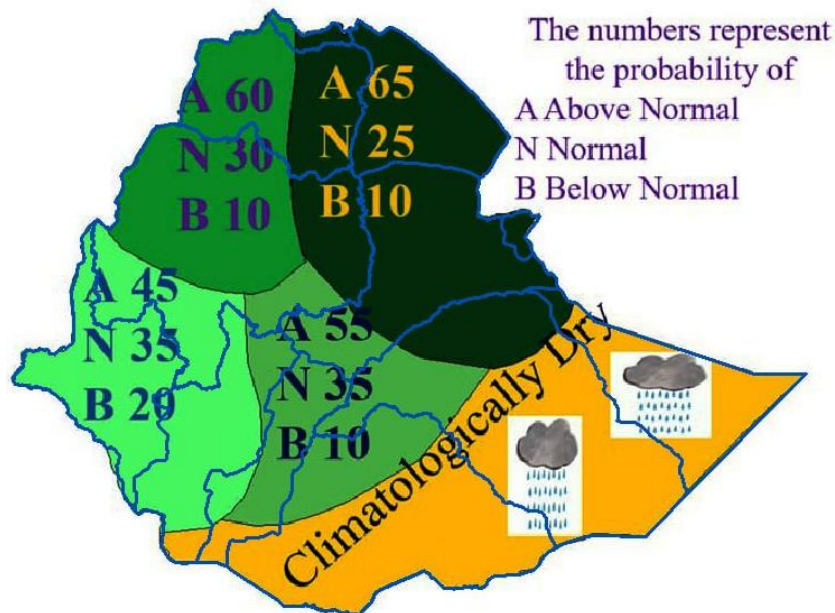 The numbers represent
the probability of
A Above Normal
N Normal
B Below Normal
A 60
N 30
B 10
A 65
N 25
B 10
A 45
N 35
B 20
A 55
N 35
B 10
Climatologically Dry